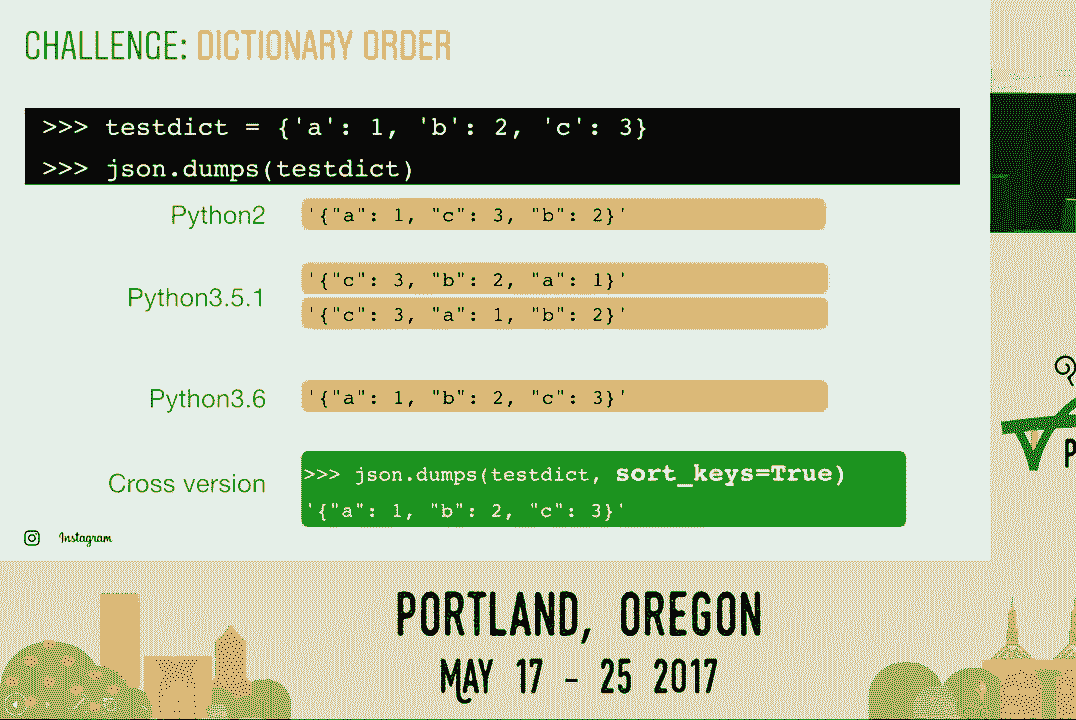 CHALLENGE: DICTIONARY ORDER
>>> testdict = {'a': 1, 'b': 2, 'c': 3}
>>> json.dumps(testdict)
Python2
'{"a": 1, "c": 3, "b": 2}'
Python3.5.1
'{"c": 3, "b": 2, "a": 1}'
'{"c": 3, "a": 1, "b": 2}'
Python3.6
'{"a": 1, "b": 2, "c": 3}'
Cross version
>>> json.dumps(testdict, sort_keys=True)
'{"a": 1, "b": 2, "c": 3}'
Instagram
PORTLAND, OREGON
MAY 17 - 25 2017